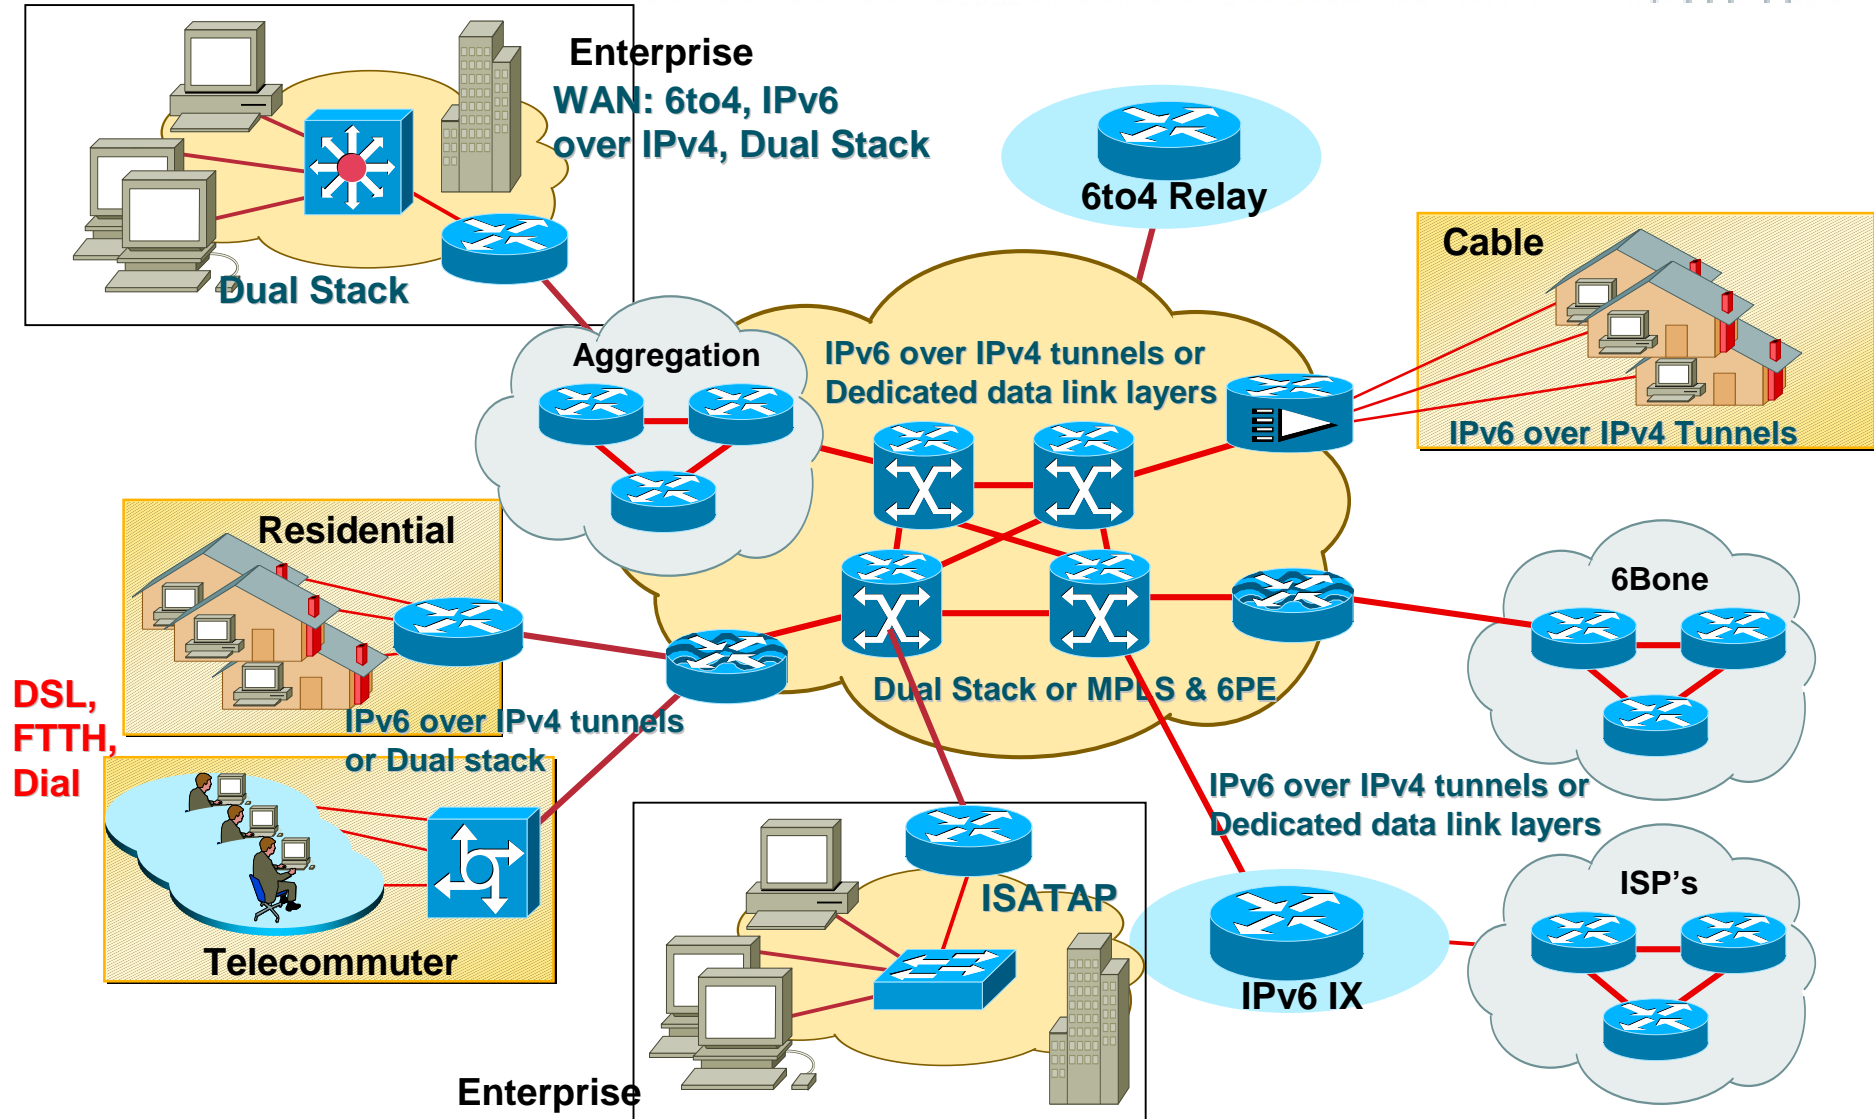 Enterprise
WAN: 6to4, IPv6
over IPv4, Dual Stack
Dual Stack
6to4 Relay
Cable
IPv6 over IPv4 Tunnels
Aggregation
IPv6 over IPv4 tunnels or
Dedicated data link layers
Residential
6Bone
DSL,
FTTH,
Dial
IPv6 over IPv4 tunnels
or Dual stack
Dual Stack or MPLS & 6PE
Telecommuter
IPv6 over IPv4 tunnels or
Dedicated data link layers
ISATAP
ISP's
IPv6 IX
Enterprise